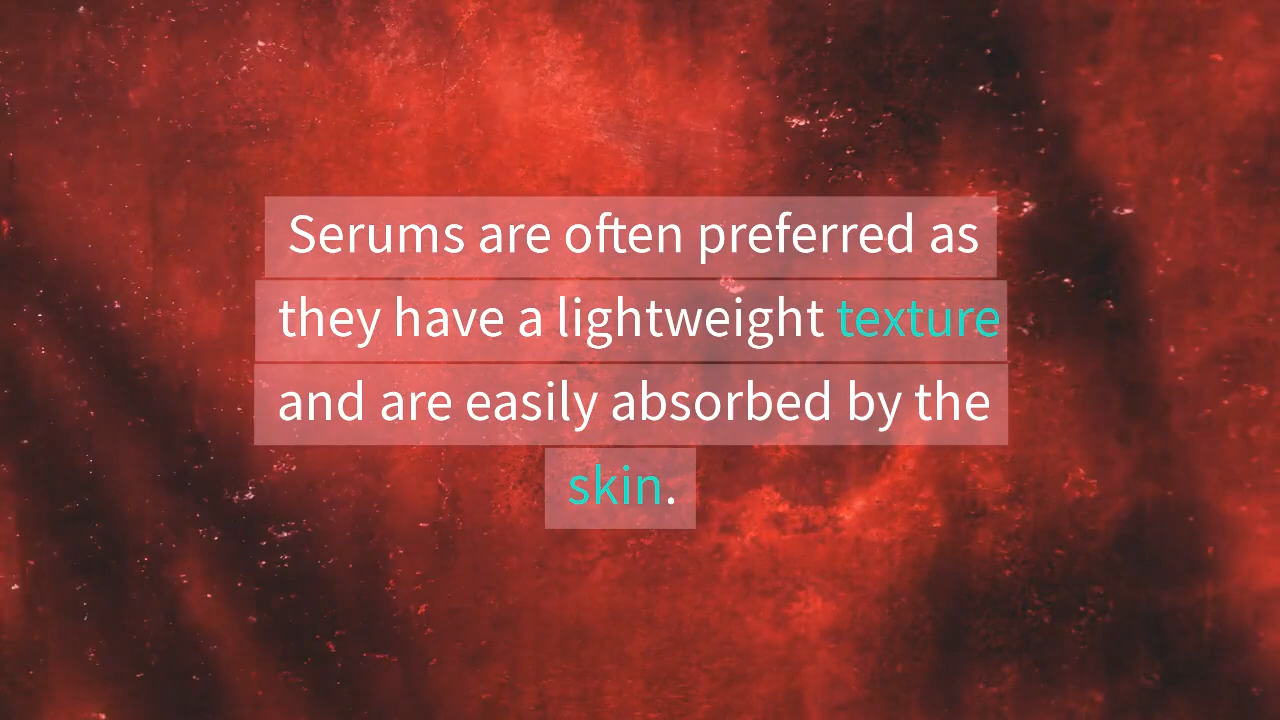 Serums are often preferred as
they have a lightweight texture
and are easily absorbed by the
skin.